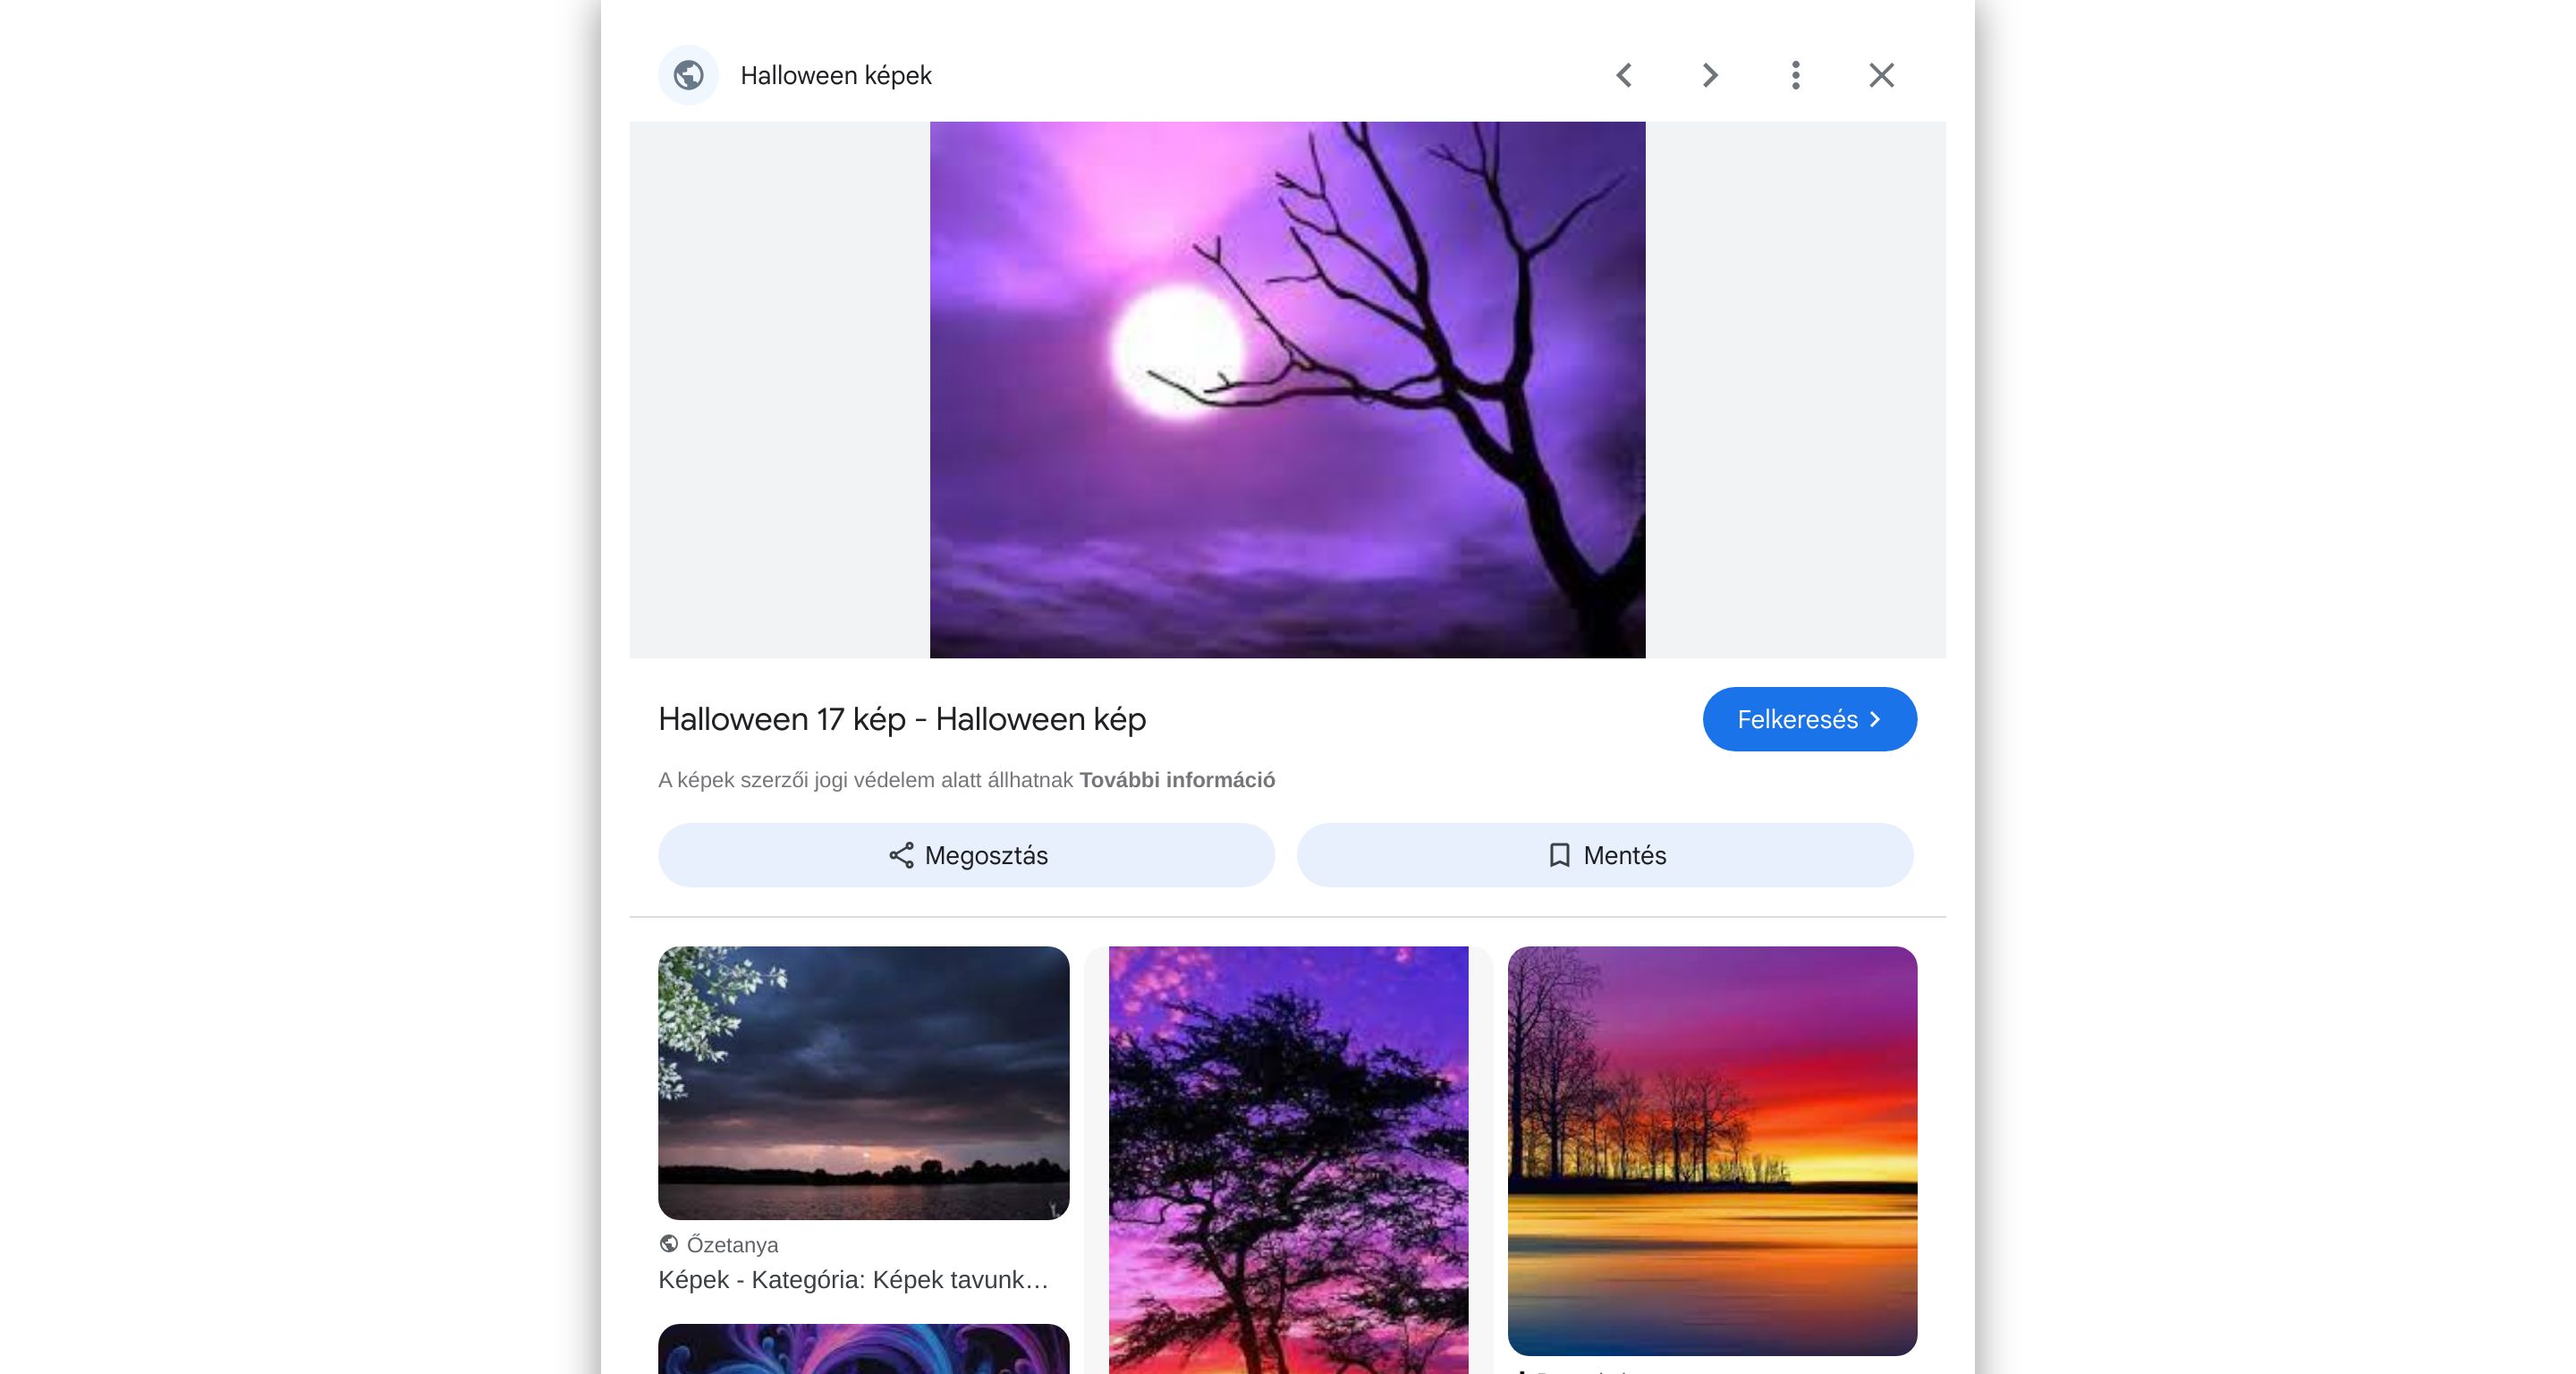 Halloween képek
Halloween 17 kép - Halloween kép
Felkeresés
A képek szerzői jogi védelem alatt állhatnak További információ
Megosztás
Mentés
Őzetanya
Képek - Kategória: Képek tavunk…